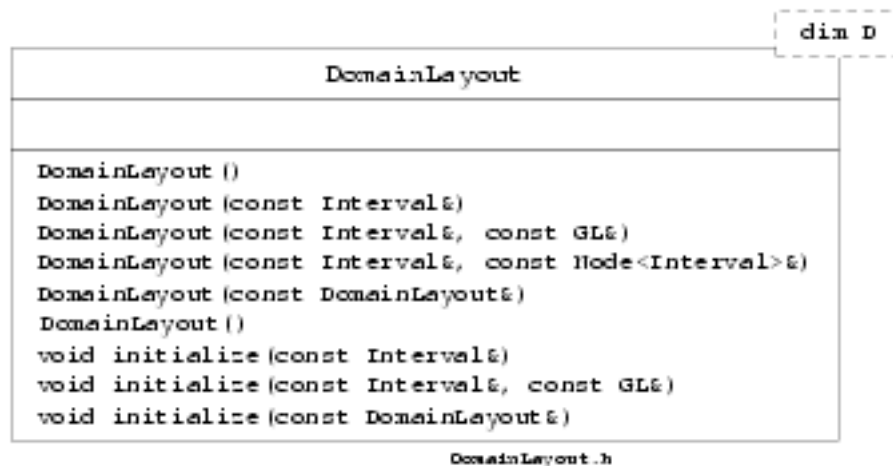 dim D
DomainLayout
DomainLayout()
DomainLayout(const Interval&)
DomainLayout(const Interval&, const GL&)
DomainLayout(const Interval&, const Node<Interval>&)
DomainLayout(const DomainLayout&)
DomainLayout()
void initialize(const Interval&)
void initialize(const Interval&, const GL&)
void initialize(const DomainLayout&)
DomainLayout.h